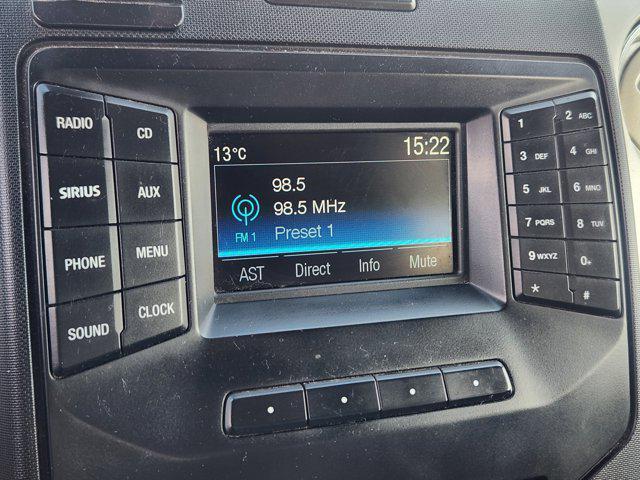 RADIO
CD
SIRIUS
AUX
PHONE
MENU
SOUND
CLOCK
13°C
15:22
98.5
98.5 MHz
FM 1
Preset 1
AST Direct Info Mute
1
2 ABC
3 DEF
4 GHI
5 JKL
6 MNO
7 PQRS
8 TUV
9 WXYZ
0+
*
#